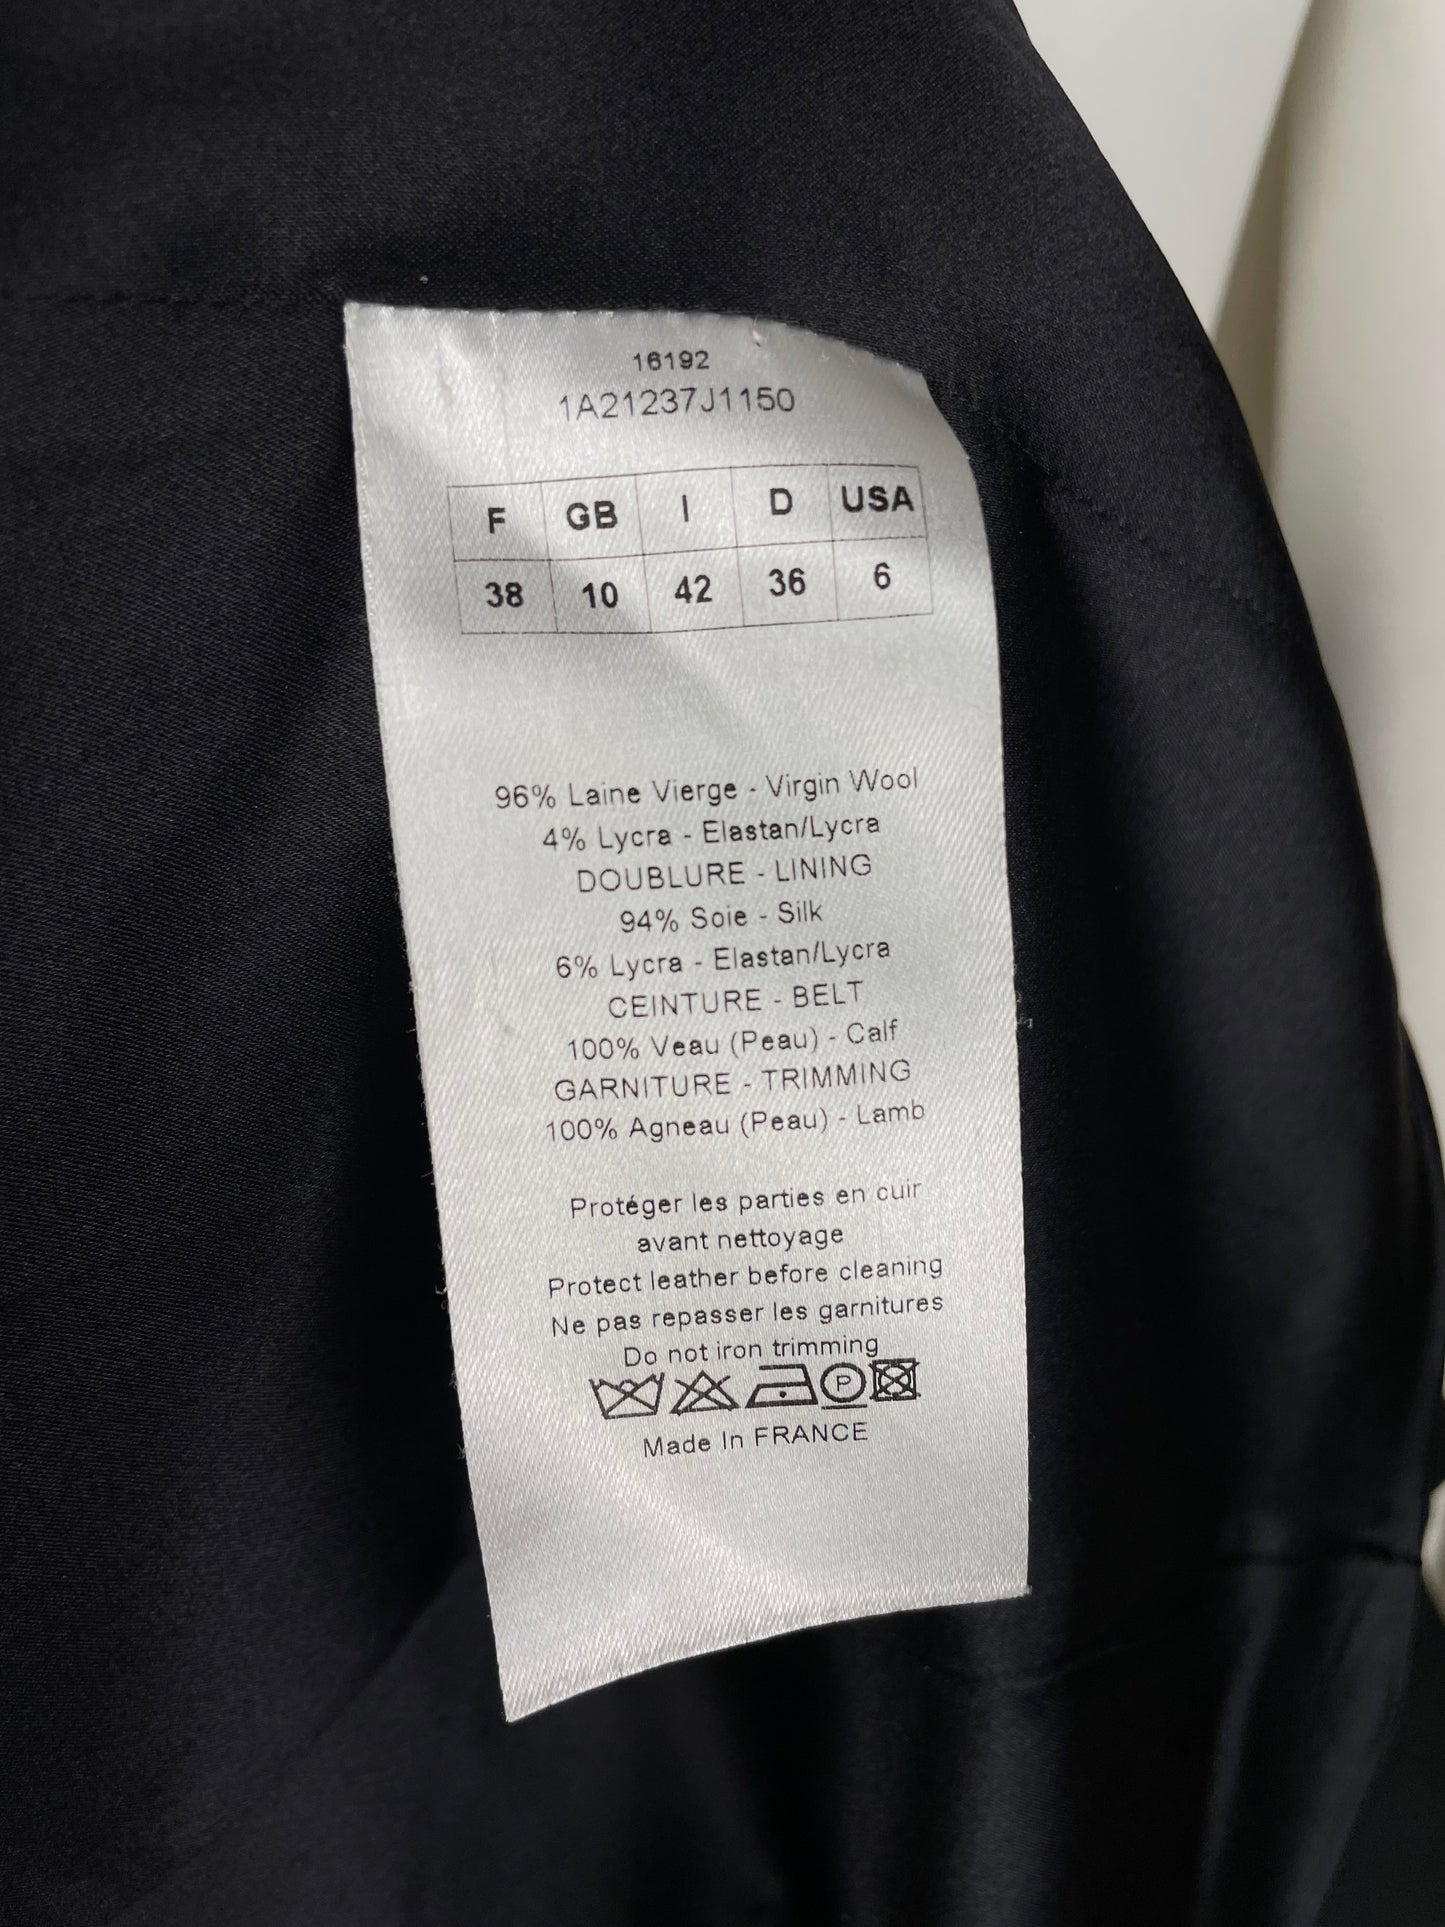 16192
1A21237J1150
F GB I D USA
38 10 42 36 6
96% Laine Vierge - Virgin Wool
4% Lycra - Elastan/Lycra
DOUBLURE - LINING
94% Soie - Silk
6% Lycra - Elastan/Lycra
CEINTURE - BELT
100% Veau (Peau) - Calf
GARNITURE - TRIMMING
100% Agneau (Peau) - Lamb
Protéger les parties en cuir
avant nettoyage
Protect leather before cleaning
Ne pas repasser les garnitures
Do not iron trimming
P
Made In FRANCE